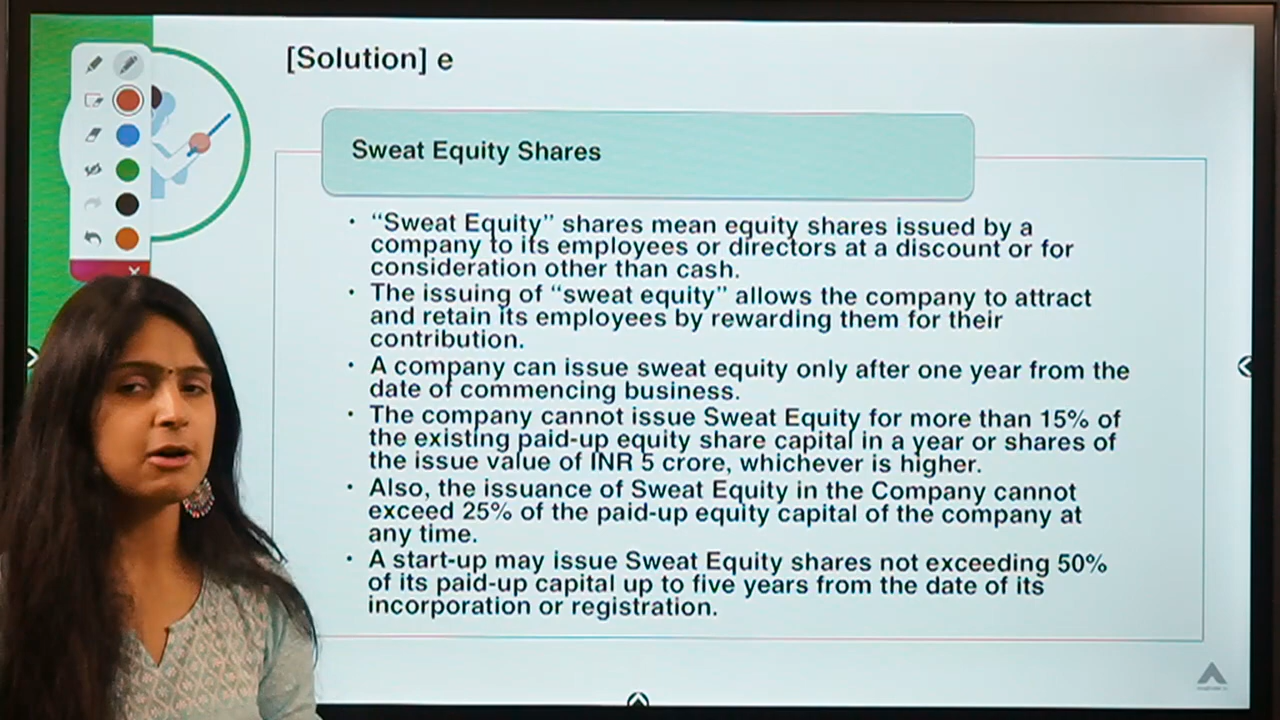 [Solution] e
Sweat Equity Shares
• “Sweat Equity” shares mean equity shares issued by a
company to its employees or directors at a discount or for
consideration other than cash.
• The issuing of “sweat equity” allows the company to attract
and retain its employees by rewarding them for their
contribution.
• A company can issue sweat equity only after one year from the
date of commencing business.
• The company cannot issue Sweat Equity for more than 15% of
the existing paid-up equity share capital in a year or shares of
the issue value of INR 5 crore, whichever is higher.
• Also, the issuance of Sweat Equity in the Company cannot
exceed 25% of the paid-up equity capital of the company at
any time.
• A start-up may issue Sweat Equity shares not exceeding 50%
of its paid-up capital up to five years from the date of its
incorporation or registration.